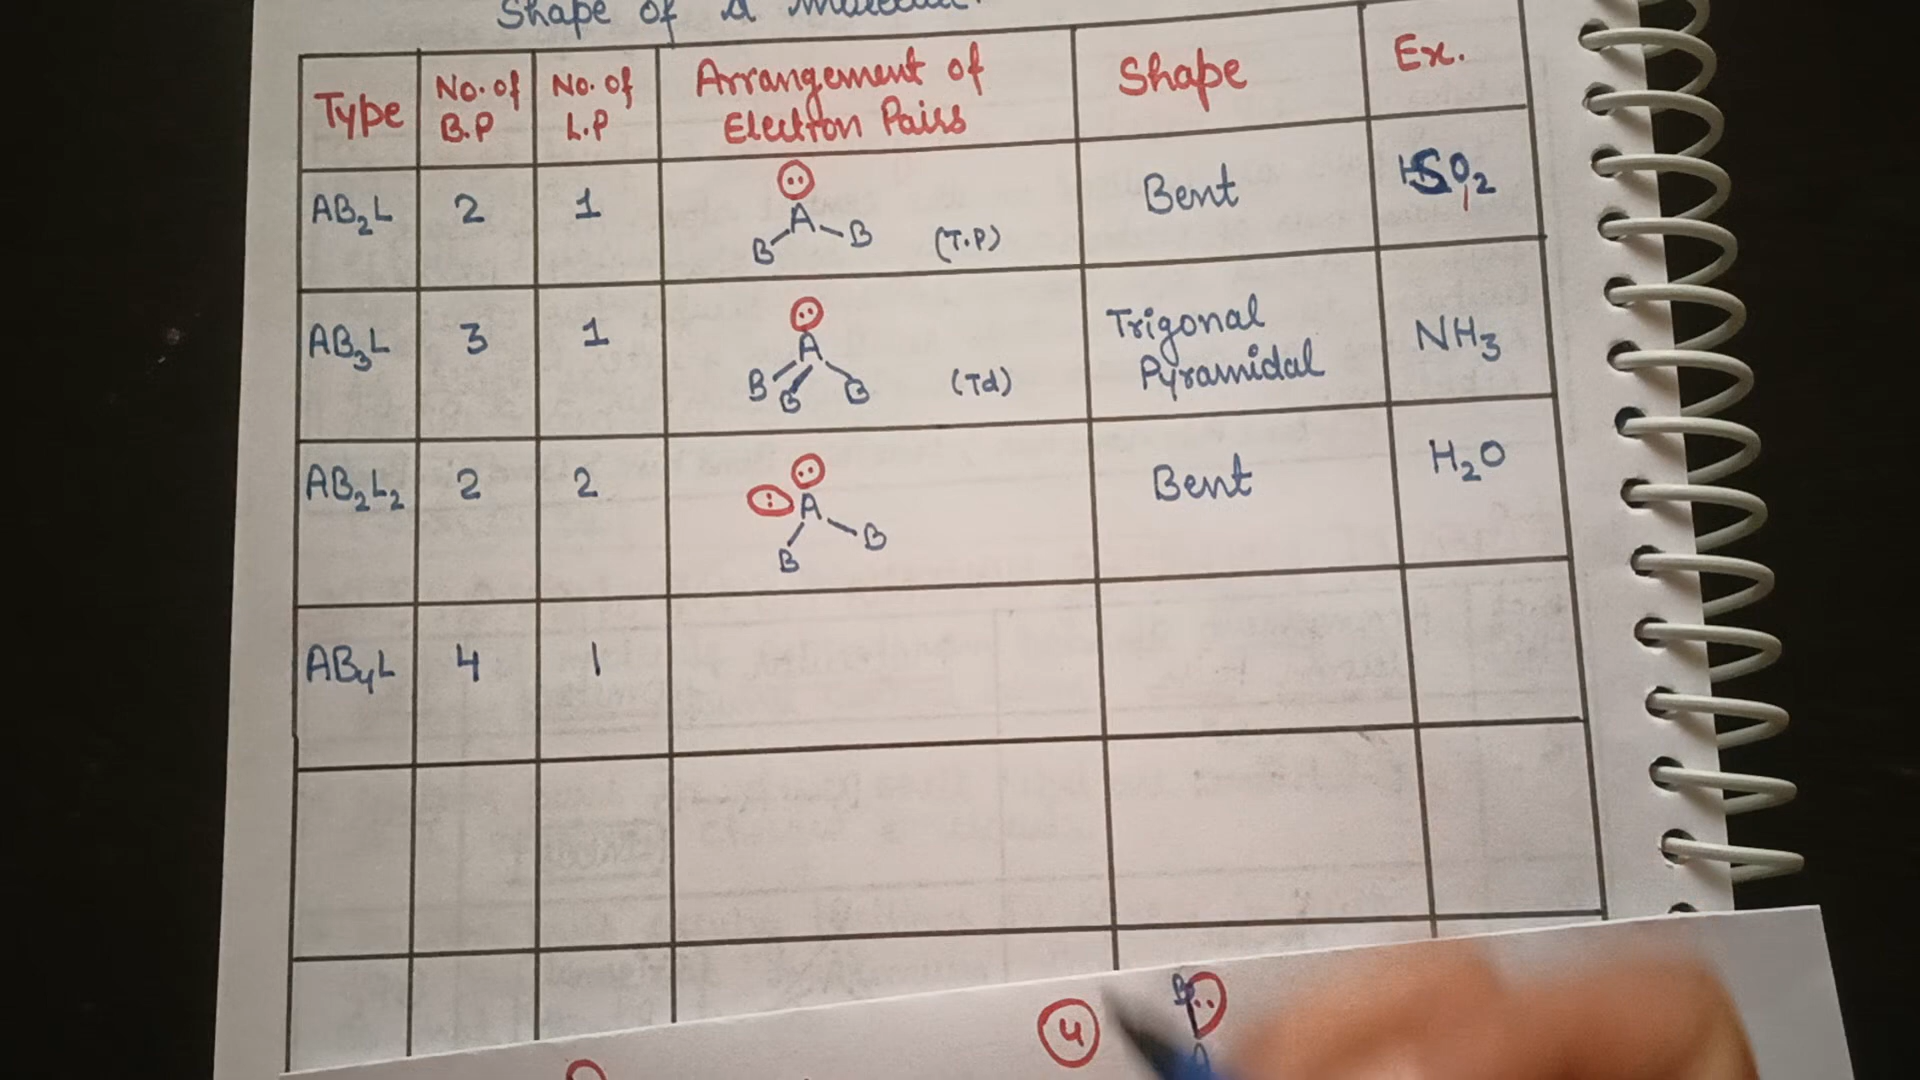 Shape of a Molecule
Type
No. of
B.P
No. of
L.P
Arrangement of
Electron Pairs
Shape
Ex.
AB₂L
2
1
A
B
B
(T.P)
Bent
SO₂
AB₃L
3
1
A
B
B
B
(Td)
Trigonal
Pyramidal
NH₃
AB₂L₂
2
2
A
B
B
Bent
H₂O
AB₄L
4
1
4
B